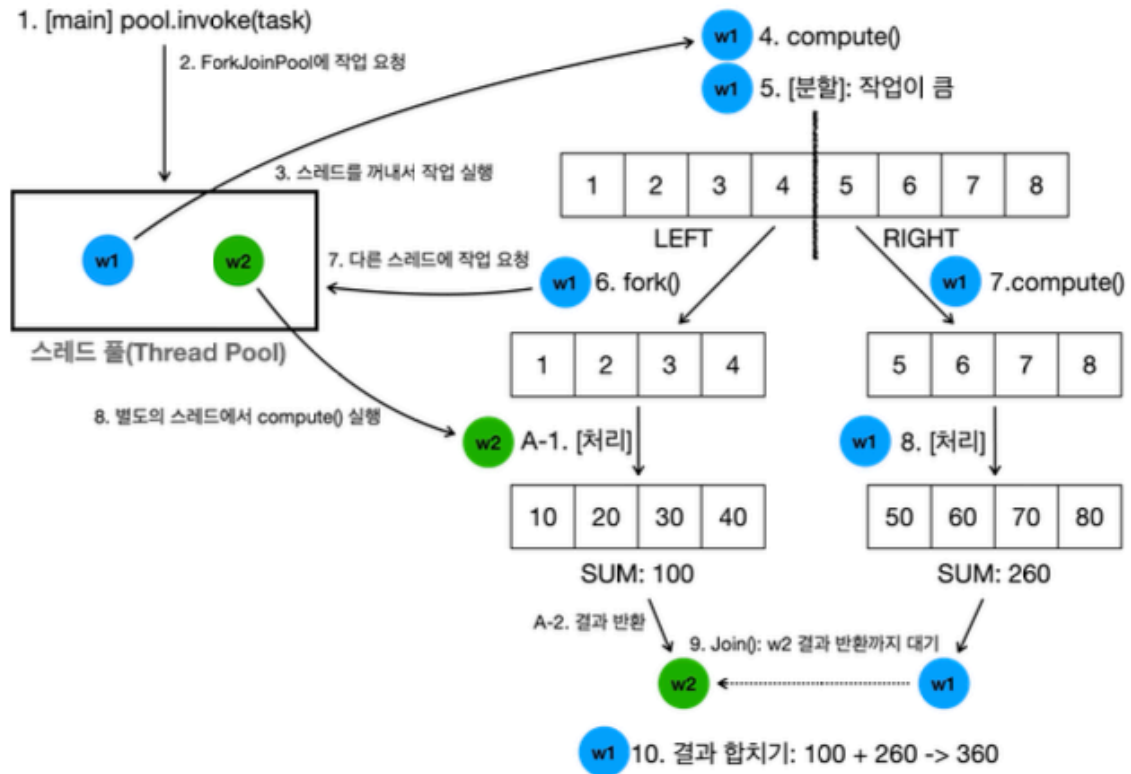 1. [main] pool.invoke(task)
2. ForkJoinPool에 작업 요청
w1 4. compute()
w1 5. [분할]: 작업이 큼
3. 스레드를 꺼내서 작업 실행
1 2 3 4 5 6 7 8
LEFT RIGHT
w1 w2
7. 다른 스레드에 작업 요청
w1 6. fork()
w1 7.compute()
스레드 풀(Thread Pool)
1 2 3 4
5 6 7 8
8. 별도의 스레드에서 compute() 실행
w2 A-1. [처리]
w1 8. [처리]
10 20 30 40
50 60 70 80
SUM: 100
SUM: 260
A-2. 결과 반환
9. Join(): w2 결과 반환까지 대기
w2 w1
w1 10. 결과 합치기: 100 + 260 -> 360